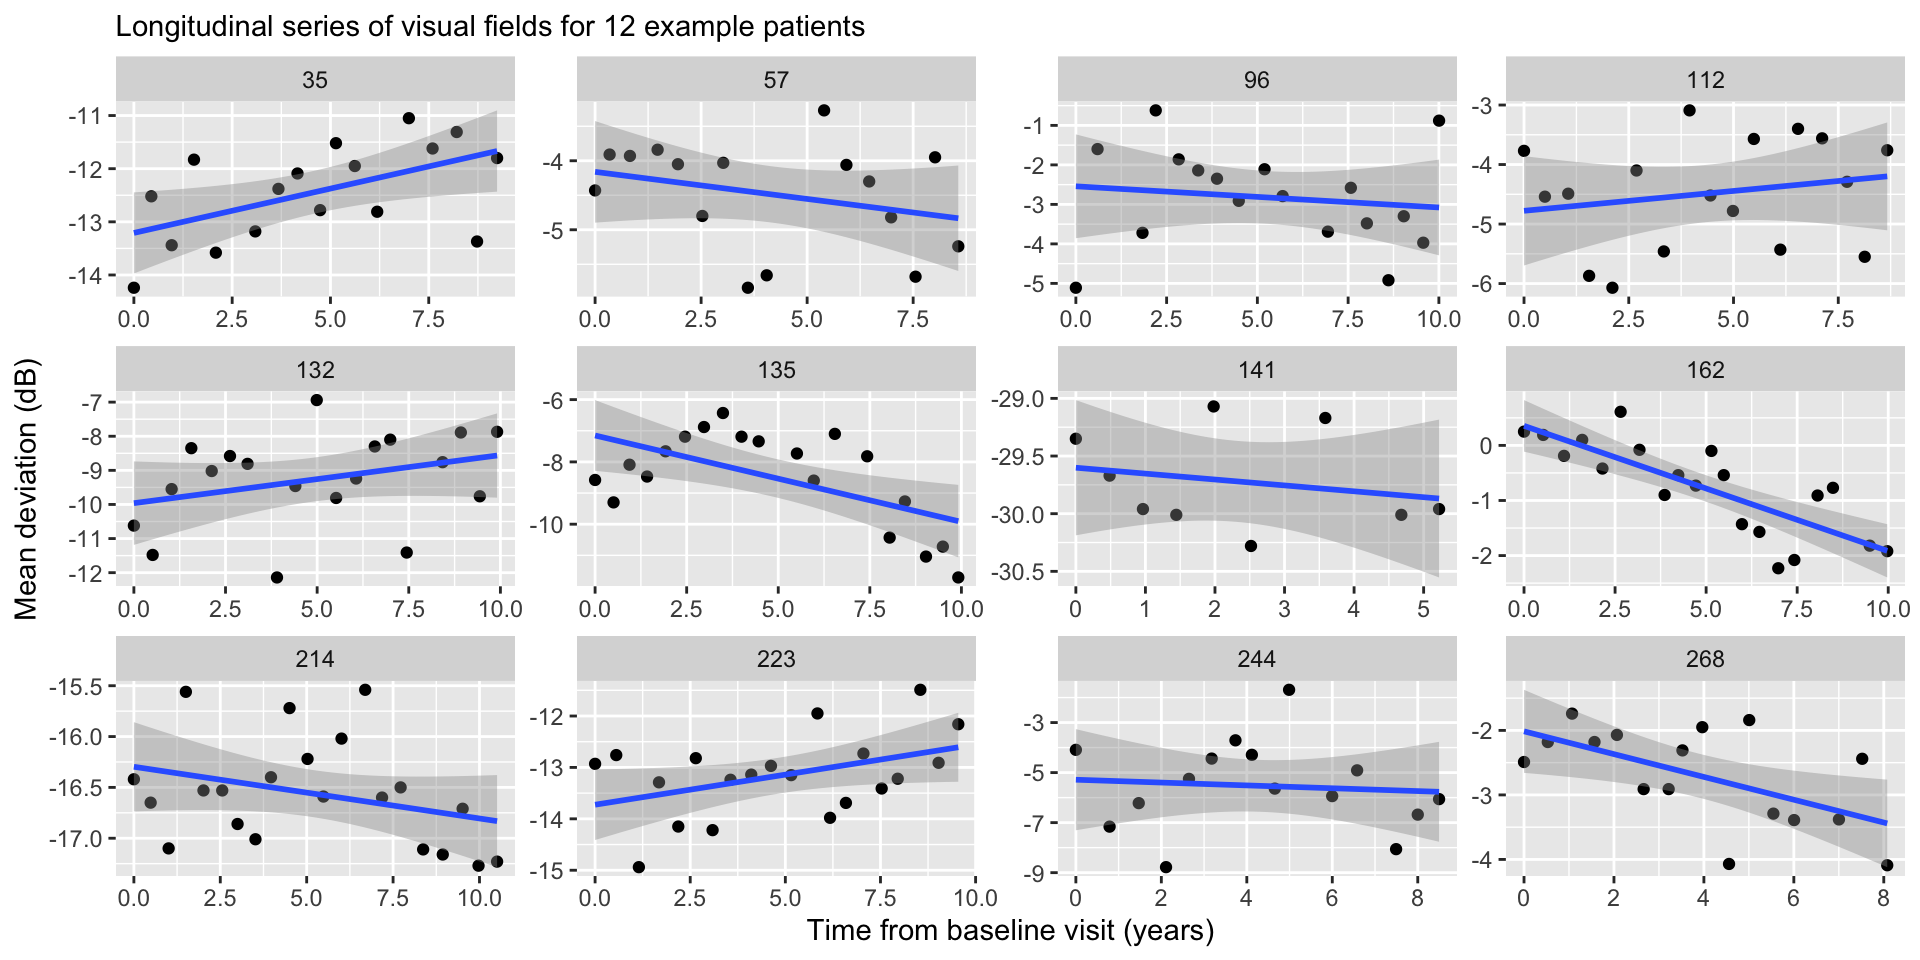 Longitudinal series of visual fields for 12 example patients
35 57 96 112
-11 -12 -13 -14
-4 -5
-1 -2 -3 -4 -5
-3 -4 -5 -6
0.0 2.5 5.0 7.5
0.0 2.5 5.0 7.5
0.0 2.5 5.0 7.5 10.0
0.0 2.5 5.0 7.5
Mean deviation (dB)
132 135 141 162
-7 -8 -9 -10 -11 -12
-6 -8 -10
-29.0 -29.5 -30.0 -30.5
0 -1 -2
0.0 2.5 5.0 7.5 10.0
0.0 2.5 5.0 7.5 10.0
0 1 2 3 4 5
0.0 2.5 5.0 7.5 10.0
214 223 244 268
-15.5 -16.0 -16.5 -17.0
-12 -13 -14 -15
-3 -5 -7 -9
-2 -3 -4
0.0 2.5 5.0 7.5 10.0
0.0 2.5 5.0 7.5 10.0
0 2 4 6 8
0 2 4 6 8
Time from baseline visit (years)